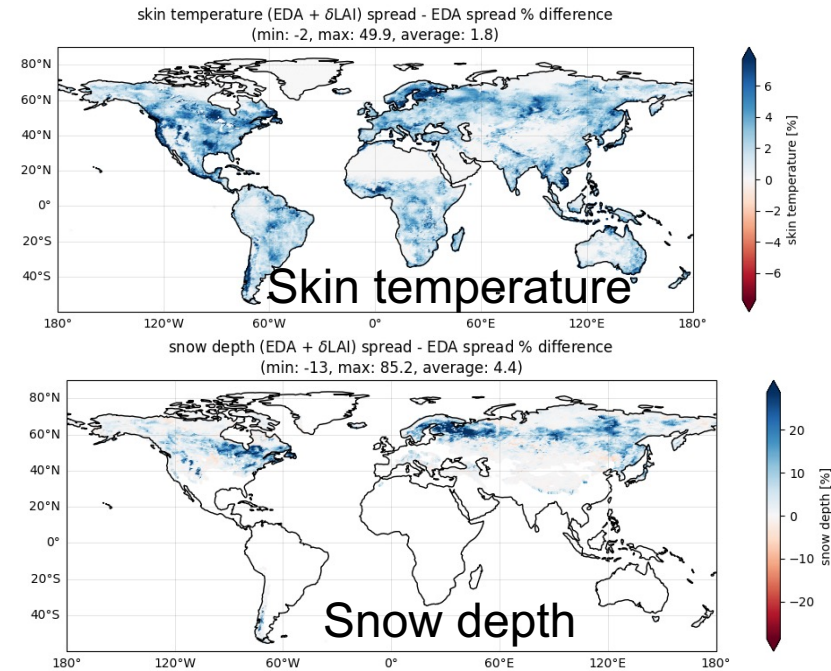 skin temperature (EDA + δLAI) spread - EDA spread % difference
(min: -2, max: 49.9, average: 1.8)
80°N
60°N
40°N
20°N
0°
20°S
40°S
180°
120°W
60°W
0°
60°E
120°E
180°
Skin temperature
6
4
2
0
−2
−4
−6
skin temperature [%]
snow depth (EDA + δLAI) spread - EDA spread % difference
(min: -13, max: 85.2, average: 4.4)
80°N
60°N
40°N
20°N
0°
20°S
40°S
180°
120°W
60°W
0°
60°E
120°E
180°
Snow depth
20
10
0
−10
−20
snow depth [%]